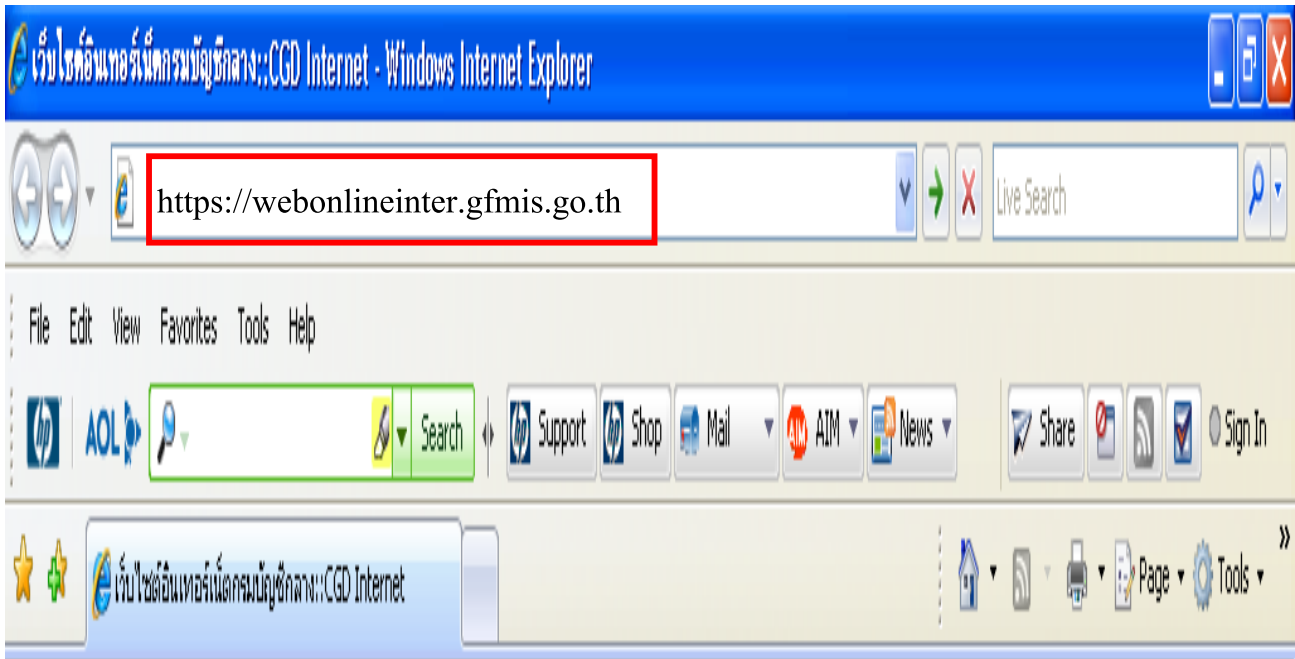 เว็บไซต์อินเทอร์เน็ตกรมบัญชีกลาง::CGD Internet - Windows Internet Explorer
https://webonlineinter.gfmis.go.th Live Search
File Edit View Favorites Tools Help
hp AOL Search hp Support hp Shop Mail AIM AIM News Share Sign In
เว็บไซต์อินเทอร์เน็ตกรมบัญชีกลาง::CGD Internet Page Tools »